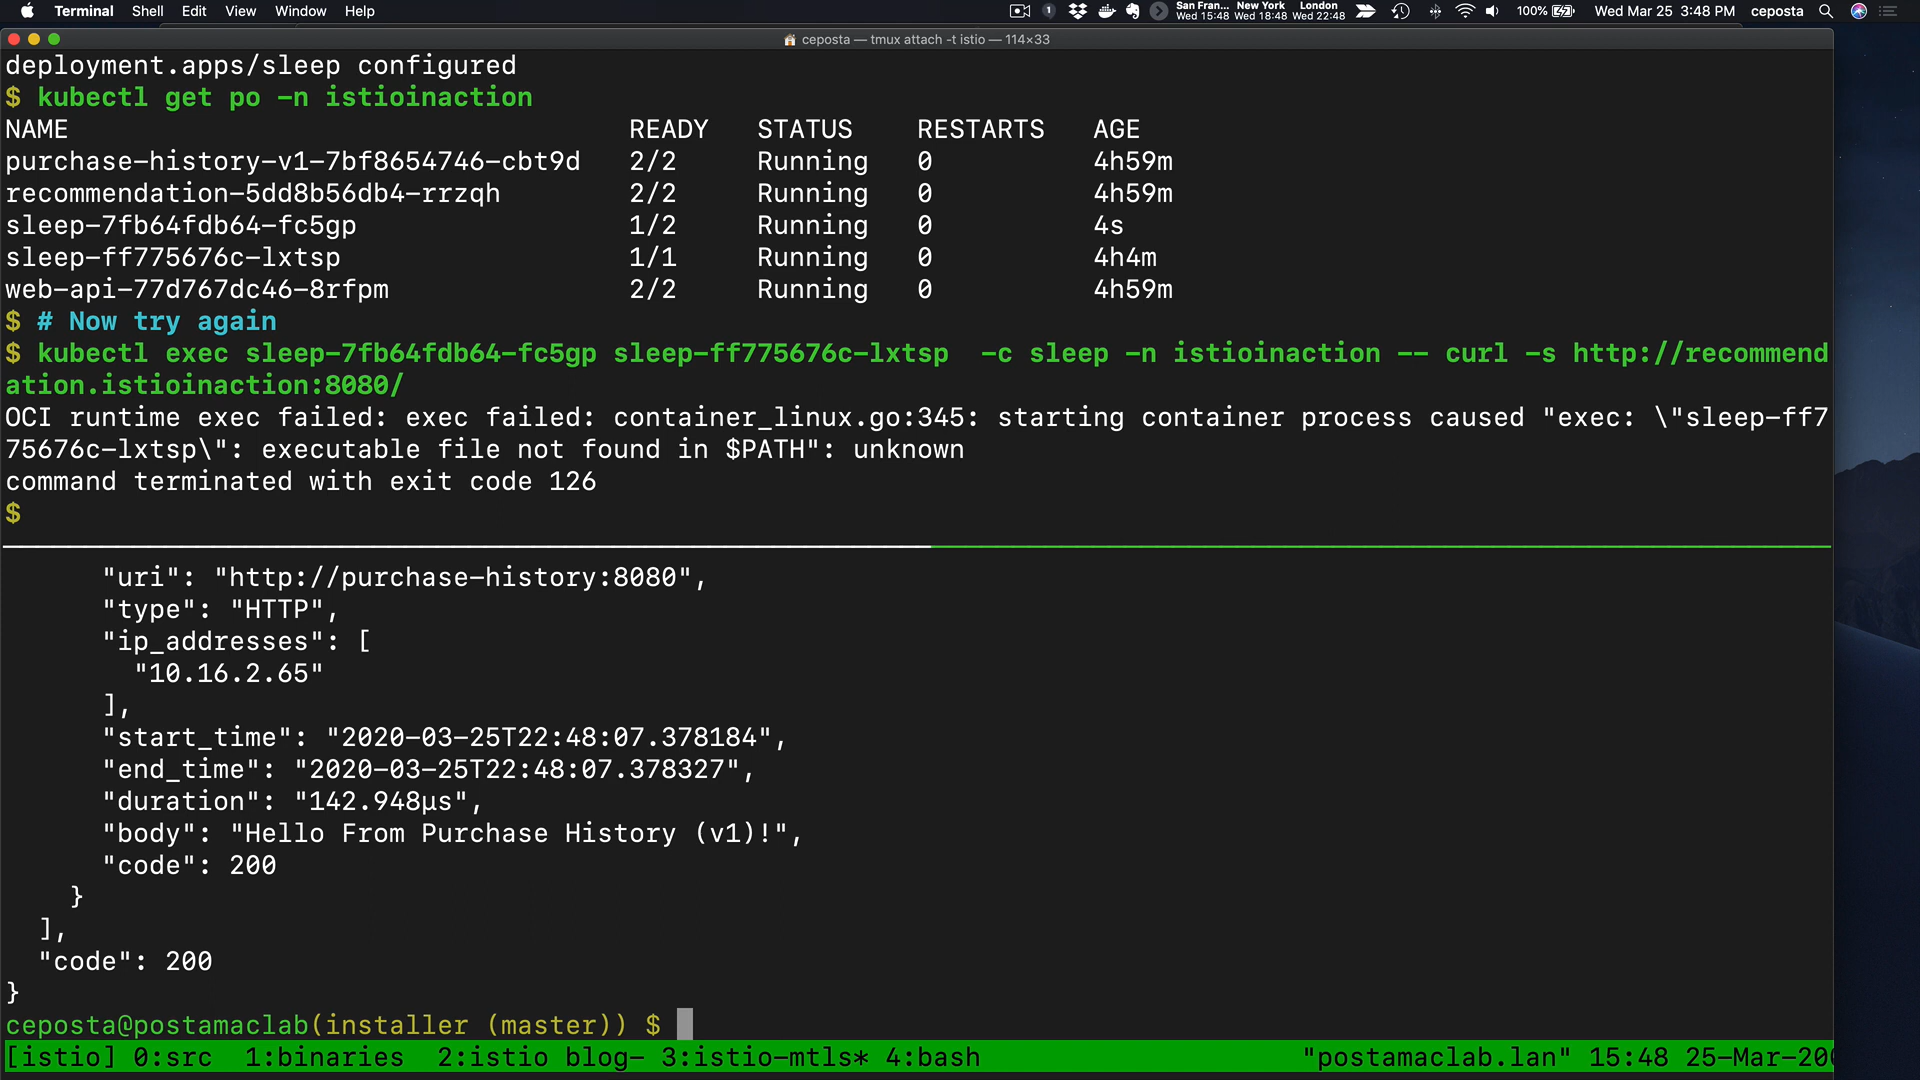 Terminal Shell Edit View Window Help 1 San Fran... Wed 15:48 New York Wed 18:48 London Wed 22:48 100% Wed Mar 25 3:48 PM ceposta
ceposta — tmux attach -t istio — 114×33
deployment.apps/sleep configured
$ kubectl get po -n istioinaction
NAME READY STATUS RESTARTS AGE
purchase-history-v1-7bf8654746-cbt9d 2/2 Running 0 4h59m
recommendation-5dd8b56db4-rrzqh 2/2 Running 0 4h59m
sleep-7fb64fdb64-fc5gp 1/2 Running 0 4s
sleep-ff775676c-lxtsp 1/1 Running 0 4h4m
web-api-77d767dc46-8rfpm 2/2 Running 0 4h59m
$ # Now try again
$ kubectl exec sleep-7fb64fdb64-fc5gp sleep-ff775676c-lxtsp  -c sleep -n istioinaction -- curl -s http://recommend
ation.istioinaction:8080/
OCI runtime exec failed: exec failed: container_linux.go:345: starting container process caused "exec: \"sleep-ff7
75676c-lxtsp\": executable file not found in $PATH": unknown
command terminated with exit code 126
$
"uri": "http://purchase-history:8080",
"type": "HTTP",
"ip_addresses": [
"10.16.2.65"
],
"start_time": "2020-03-25T22:48:07.378184",
"end_time": "2020-03-25T22:48:07.378327",
"duration": "142.948µs",
"body": "Hello From Purchase History (v1)!",
"code": 200
}
],
"code": 200
}
ceposta@postamaclab(installer (master)) $
[istio] 0:src 1:binaries 2:istio blog- 3:istio-mtls* 4:bash "postamaclab.lan" 15:48 25-Mar-20